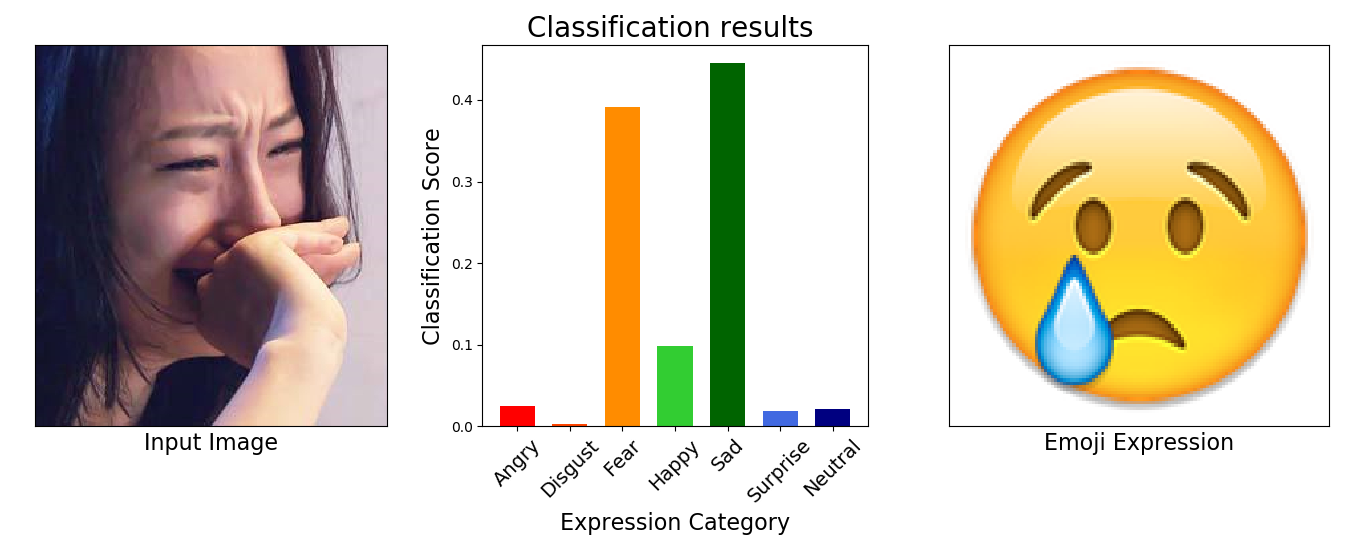 Classification results
Classification Score
0.4
0.3
0.2
0.1
0.0
Angry
Disgust
Fear
Happy
Sad
Surprise
Neutral
Expression Category
Input Image
Emoji Expression